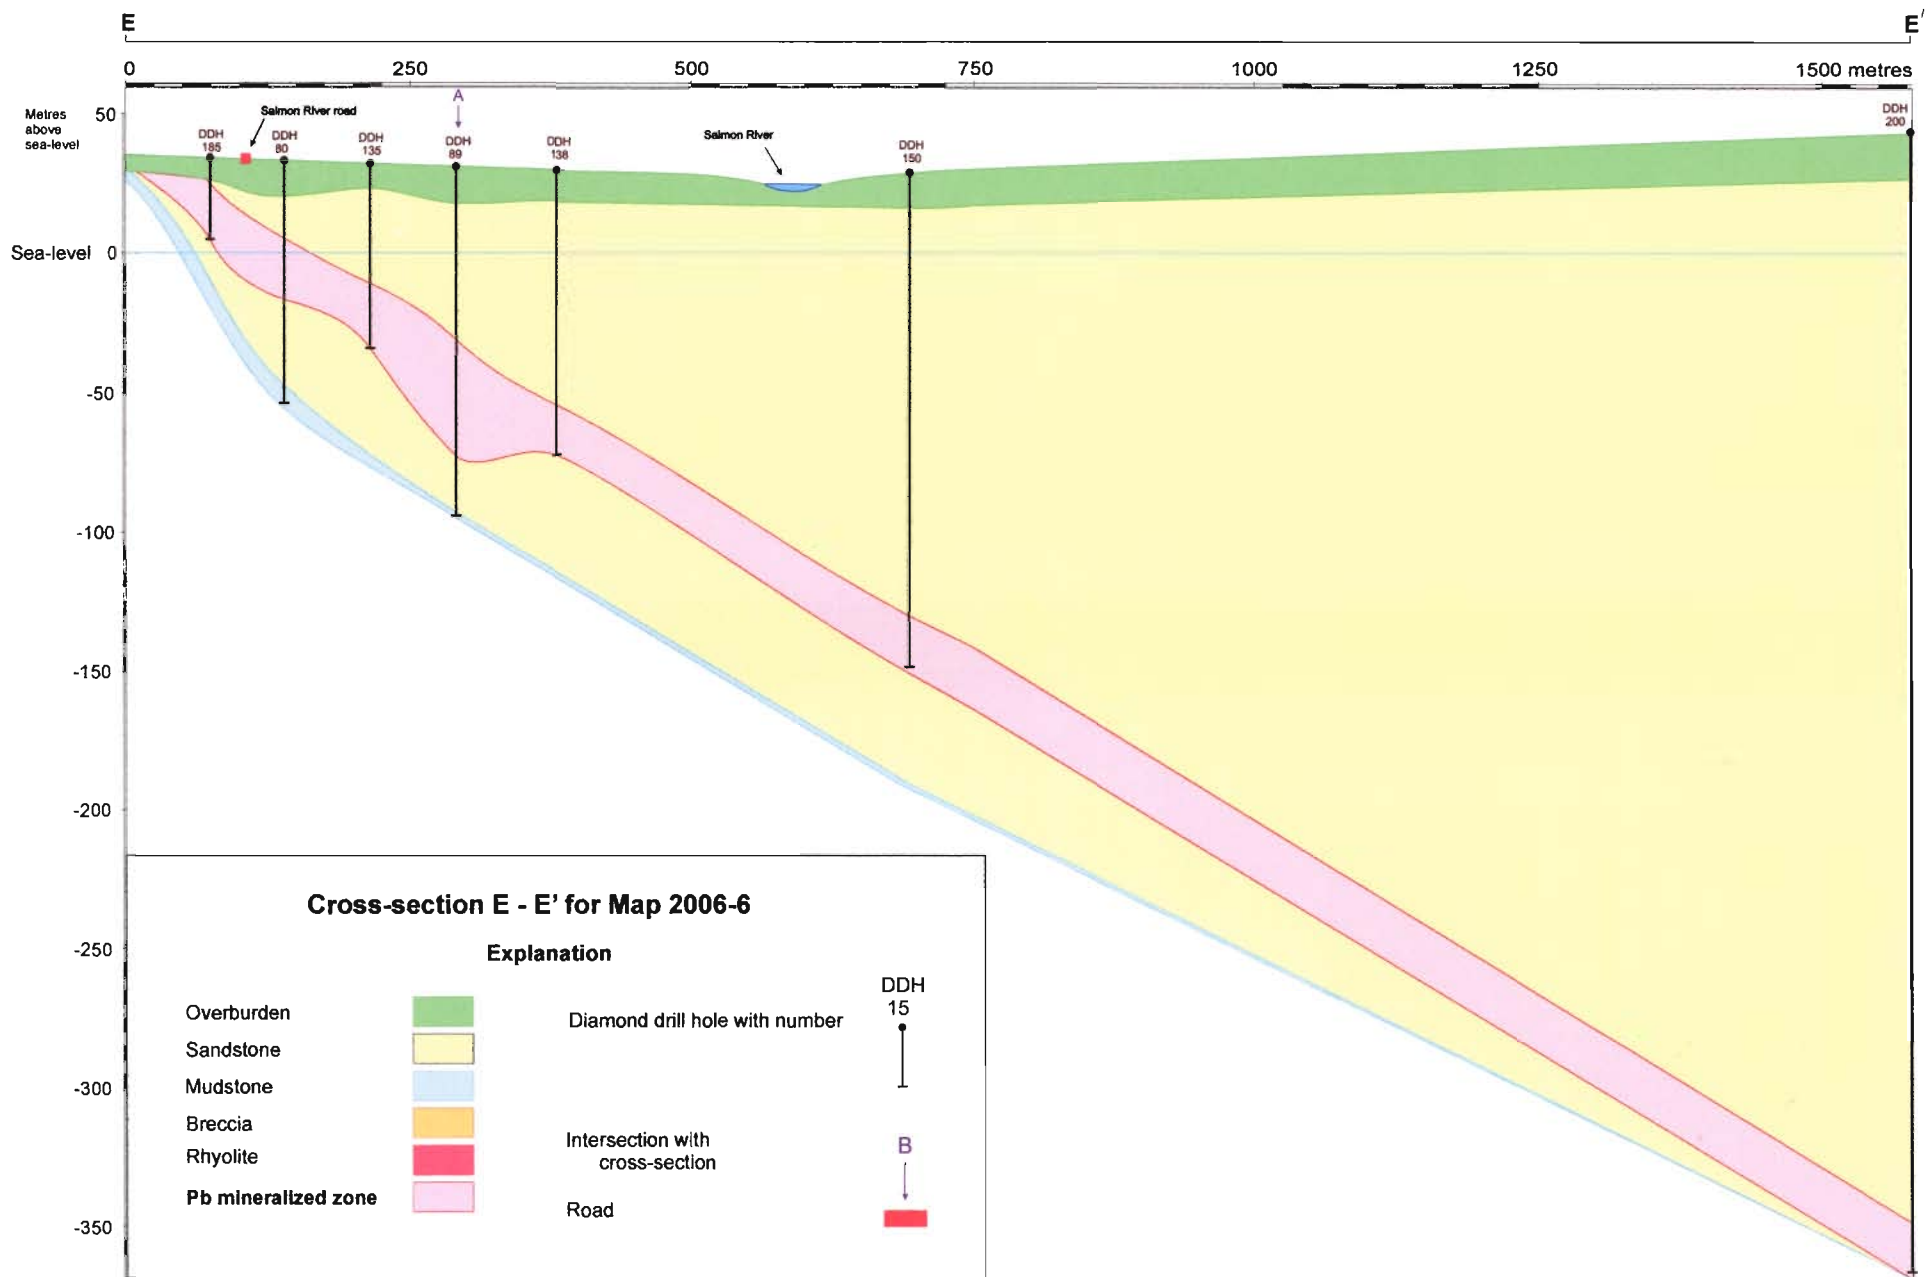 E E'
0 250 500 750 1000 1250 1500 metres
Metres
above
sea-level
50
Sea-level 0
-50
-100
-150
-200
-250
-300
-350
Salmon River road
A
Salmon River
DDH
185
DDH
80
DDH
135
DDH
89
DDH
138
DDH
150
DDH
200
Cross-section E - E' for Map 2006-6
Explanation
Overburden
Sandstone
Mudstone
Breccia
Rhyolite
Pb mineralized zone
DDH
15
Diamond drill hole with number
Intersection with
cross-section
B
Road